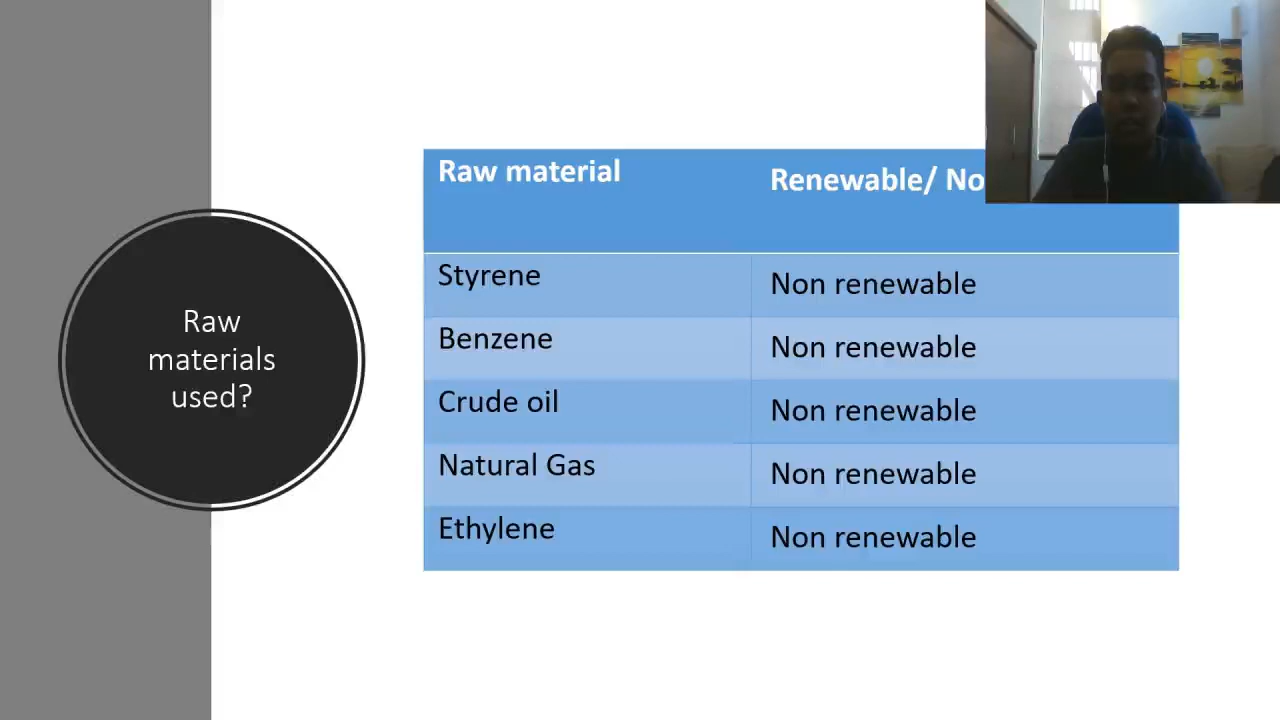 Raw
materials
used?
Raw material
Renewable/ No
Styrene
Non renewable
Benzene
Non renewable
Crude oil
Non renewable
Natural Gas
Non renewable
Ethylene
Non renewable